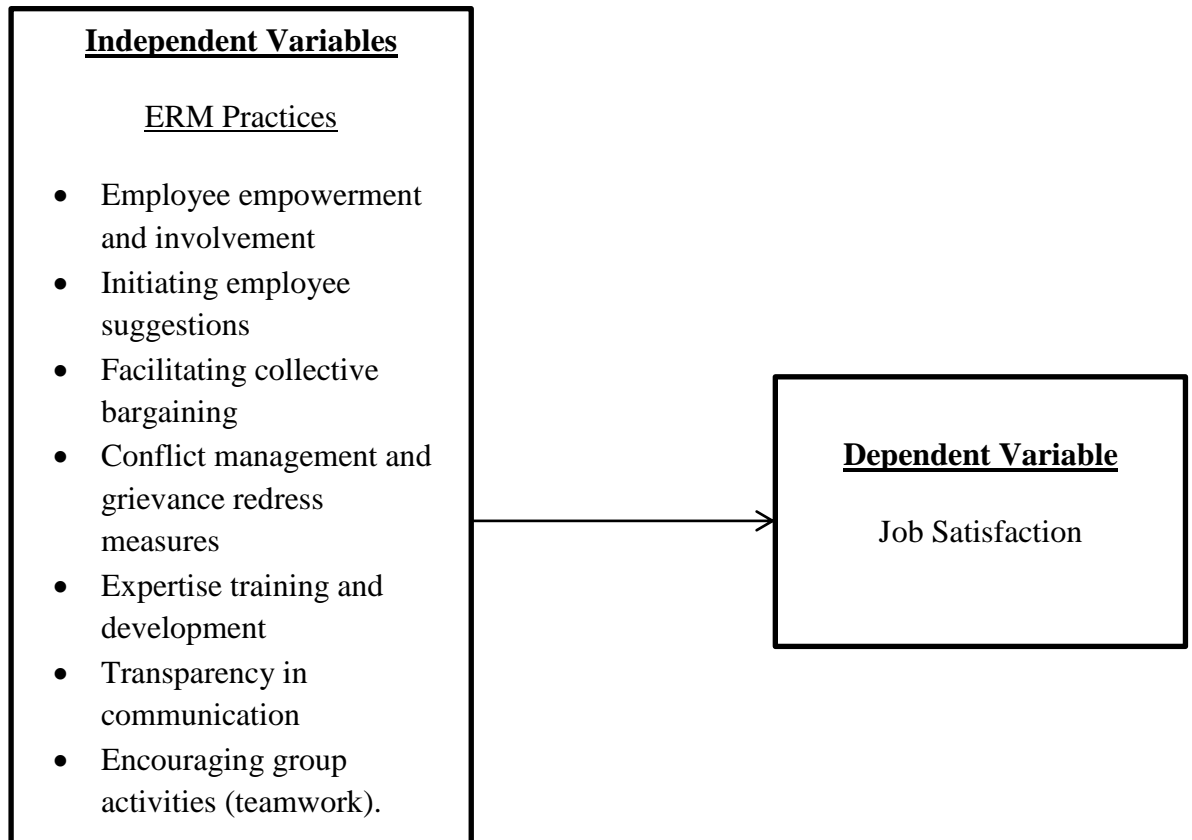 Independent Variables
ERM Practices
• Employee empowerment
and involvement
• Initiating employee
suggestions
• Facilitating collective
bargaining
• Conflict management and
grievance redress
measures
• Expertise training and
development
• Transparency in
communication
• Encouraging group
activities (teamwork).
Dependent Variable
Job Satisfaction